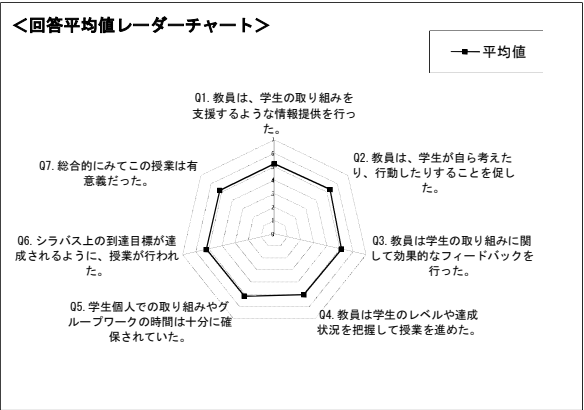 ＜回答平均値レーダーチャート＞
平均値
Q1. 教員は、学生の取り組みを
支援するような情報提供を行っ
た。
Q2. 教員は、学生が自ら考えた
り、行動したりすることを促し
た。
Q3. 教員は学生の取り組みに関
して効果的なフィードバックを
行った。
Q4. 教員は学生のレベルや達成
状況を把握して授業を進めた。
Q5. 学生個人での取り組みやグ
ループワークの時間は十分に確
保されていた。
Q6. シラバス上の到達目標が達
成されるように、授業が行われ
た。
Q7. 総合的にみてこの授業は有
意義だった。
7
6
5
4
3
2
1
0